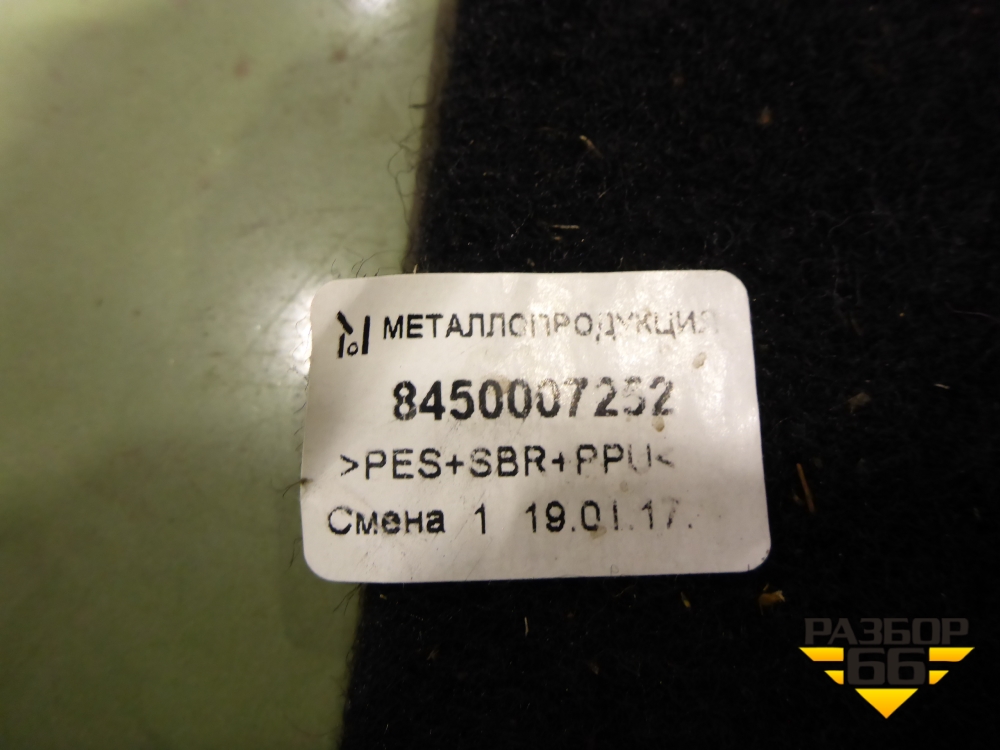 МЕТАЛЛОПРОДУКЦИЯ
8450007252
>PES+SBR+PPU<
Смена 1 19.01.17.
РАЗБОР
66